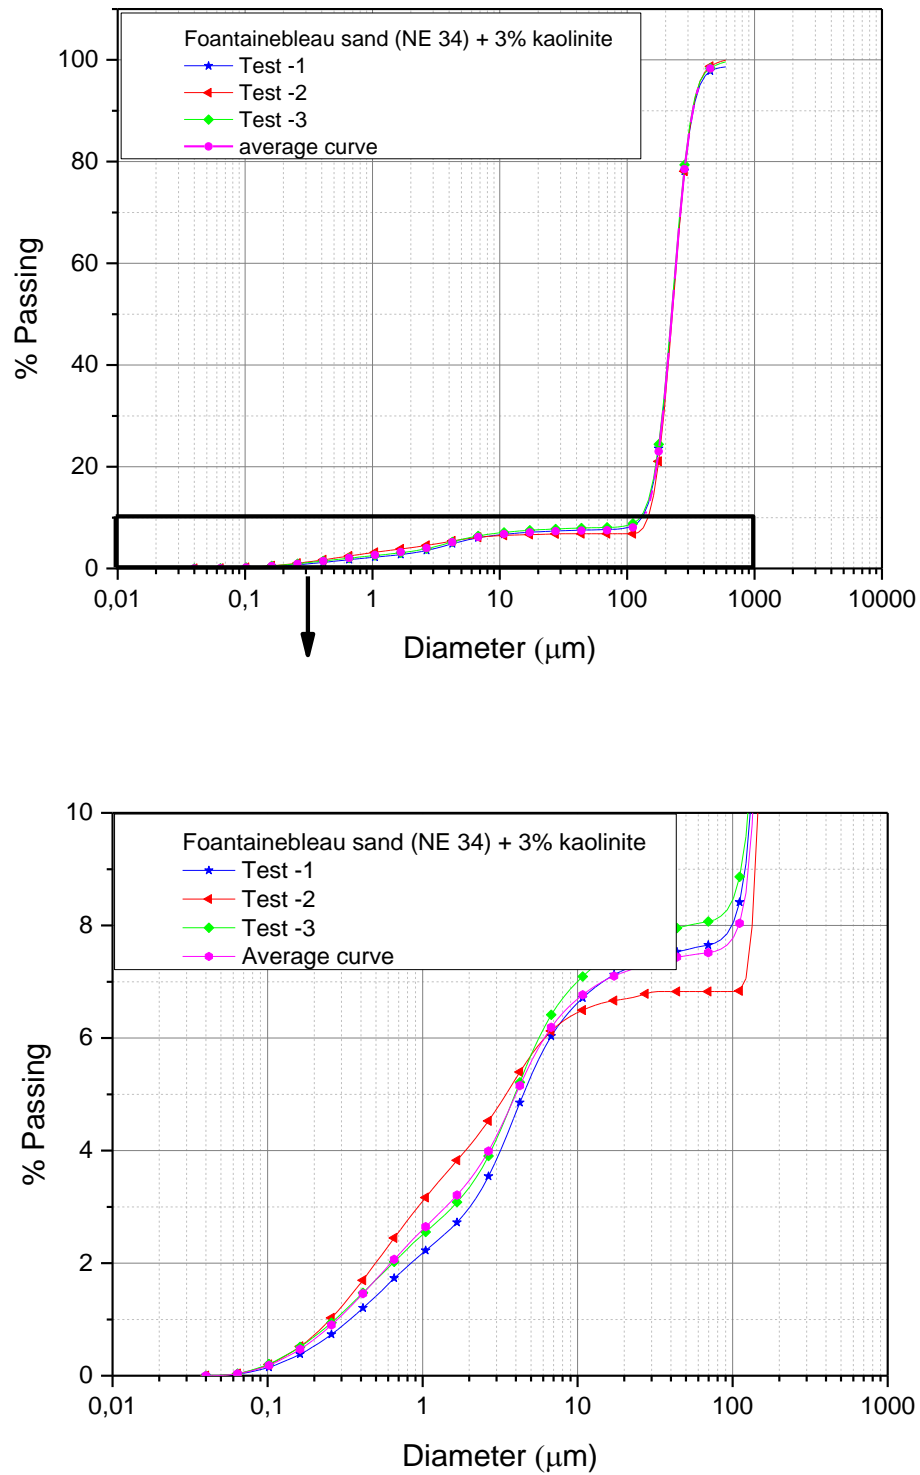 Foantainebleau sand (NE 34) + 3% kaolinite
Test -1
Test -2
Test -3
average curve
% Passing
100
80
60
40
20
0
0,01
0,1
1
10
100
1000
10000
Diameter (μm)
Foantainebleau sand (NE 34) + 3% kaolinite
Test -1
Test -2
Test -3
Average curve
% Passing
10
8
6
4
2
0
0,01
0,1
1
10
100
1000
Diameter (μm)